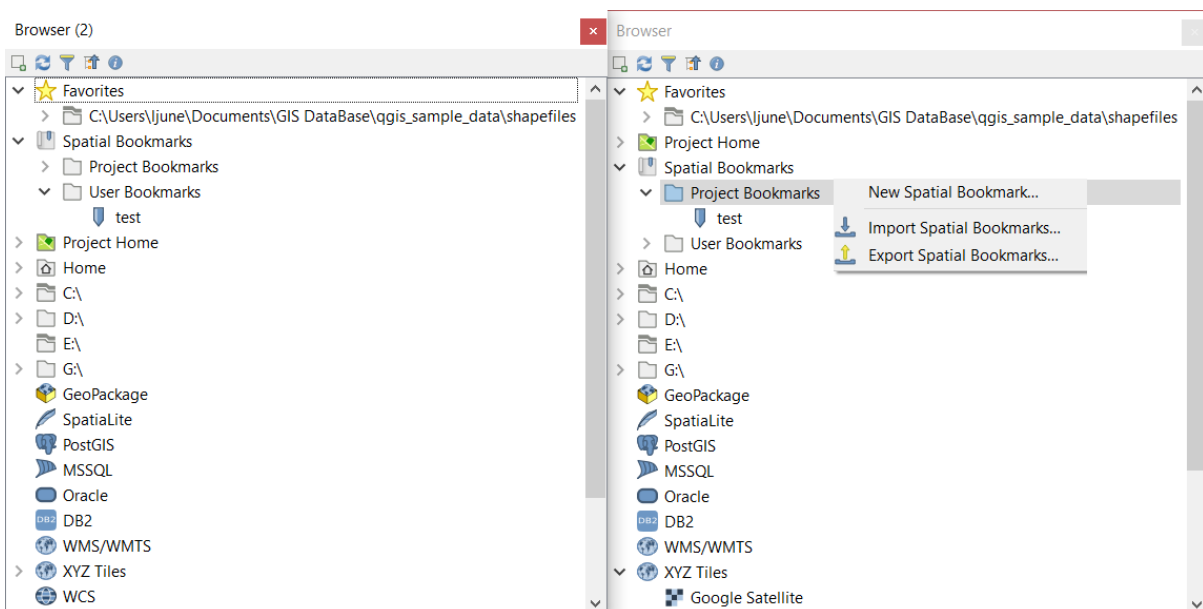 Browser (2)
Favorites
C:\Users\ljune\Documents\GIS DataBase\qgis_sample_data\shapefiles
Spatial Bookmarks
Project Bookmarks
User Bookmarks
test
Project Home
Home
C:\
D:\
E:\
G:\
GeoPackage
SpatiaLite
PostGIS
MSSQL
Oracle
DB2 DB2
WMS/WMTS
XYZ Tiles
WCS
Browser
Favorites
C:\Users\ljune\Documents\GIS DataBase\qgis_sample_data\shapefiles
Project Home
Spatial Bookmarks
Project Bookmarks
test
User Bookmarks
Home
C:\
D:\
E:\
G:\
GeoPackage
SpatiaLite
PostGIS
MSSQL
Oracle
DB2 DB2
WMS/WMTS
XYZ Tiles
Google Satellite
New Spatial Bookmark...
Import Spatial Bookmarks...
Export Spatial Bookmarks...